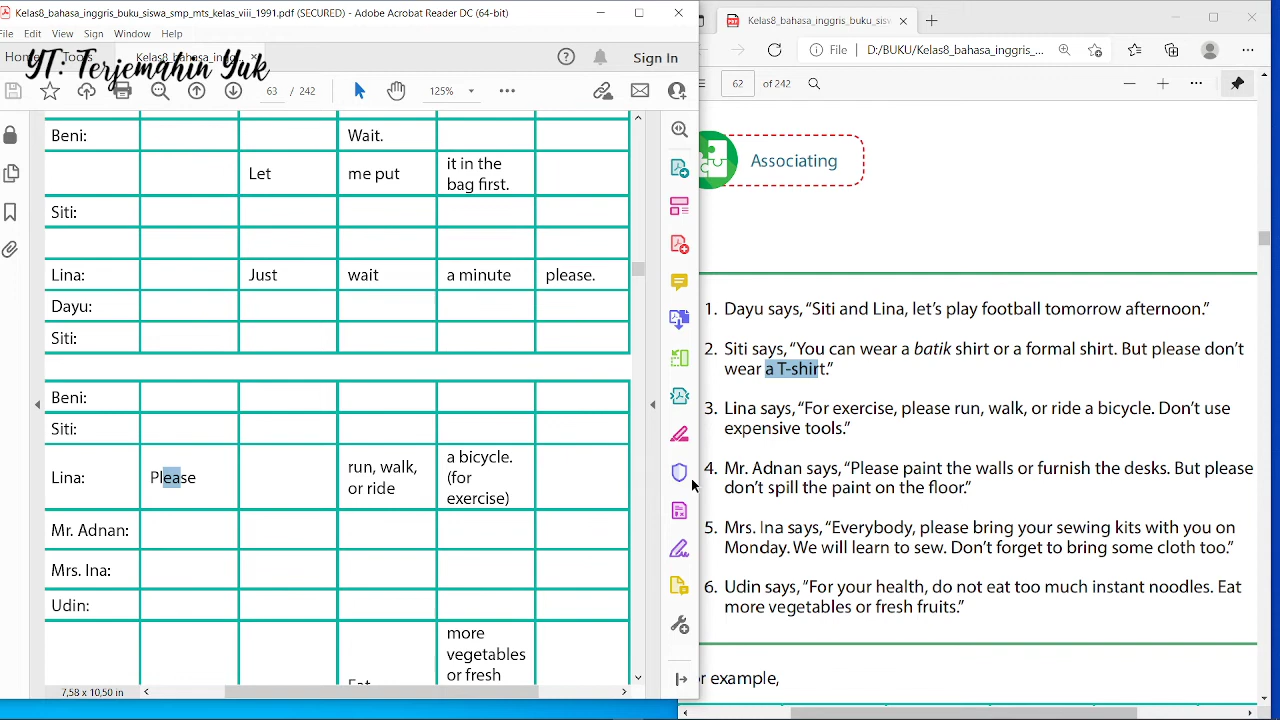 Kelas8_bahasa_inggris_buku_siswa_smp_mts_kelas_viii_1991.pdf (SECURED) - Adobe Acrobat Reader DC (64-bit)
File Edit View Sign Window Help
Home Tools Kelas8_bahasa_ingg...
YT: Terjemahin Yuk
Sign In
63 / 242
125%
Beni: Wait.
Let me put it in the
bag first.
Siti:
Lina: Just wait a minute please.
Dayu:
Siti:
Beni:
Siti:
Lina: Please run, walk,
or ride
a bicycle.
(for
exercise)
Mr. Adnan:
Mrs. Ina:
Udin:
more
vegetables
or fresh
Eat
7,58 x 10,50 in
Kelas8_bahasa_inggris_buku_sisw
File D:/BUKU/Kelas8_bahasa_inggris_...
62 of 242
Associating
1. Dayu says, “Siti and Lina, let’s play football tomorrow afternoon.”
2. Siti says, “You can wear a batik shirt or a formal shirt. But please don’t
wear a T-shirt.”
3. Lina says, “For exercise, please run, walk, or ride a bicycle. Don’t use
expensive tools.”
4. Mr. Adnan says, “Please paint the walls or furnish the desks. But please
don’t spill the paint on the floor.”
5. Mrs. Ina says, “Everybody, please bring your sewing kits with you on
Monday. We will learn to sew. Don’t forget to bring some cloth too.”
6. Udin says, “For your health, do not eat too much instant noodles. Eat
more vegetables or fresh fruits.”
or example,